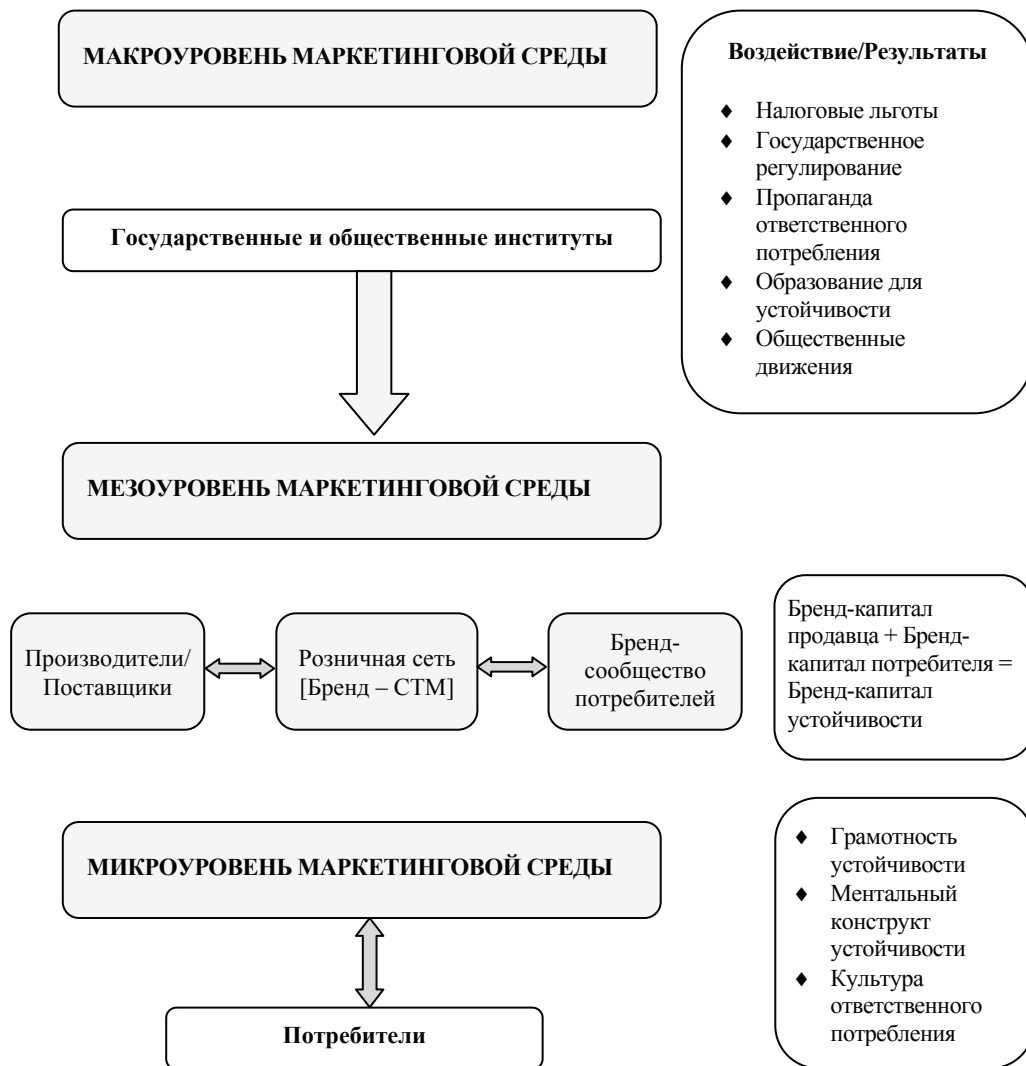 МАКРОУРОВЕНЬ МАРКЕТИНГОВОЙ СРЕДЫ
Воздействие/Результаты
♦ Налоговые льготы
♦ Государственное
регулирование
♦ Пропаганда
ответственного
потребления
♦ Образование для
устойчивости
♦ Общественные
движения
Государственные и общественные институты
МЕЗОУРОВЕНЬ МАРКЕТИНГОВОЙ СРЕДЫ
Производители/
Поставщики
Розничная сеть
[Бренд – СТМ]
Бренд-
сообщество
потребителей
Бренд-капитал
продавца + Бренд-
капитал потребителя =
Бренд-капитал
устойчивости
МИКРОУРОВЕНЬ МАРКЕТИНГОВОЙ СРЕДЫ
♦ Грамотность
устойчивости
♦ Ментальный
конструкт
устойчивости
♦ Культура
ответственного
потребления
Потребители